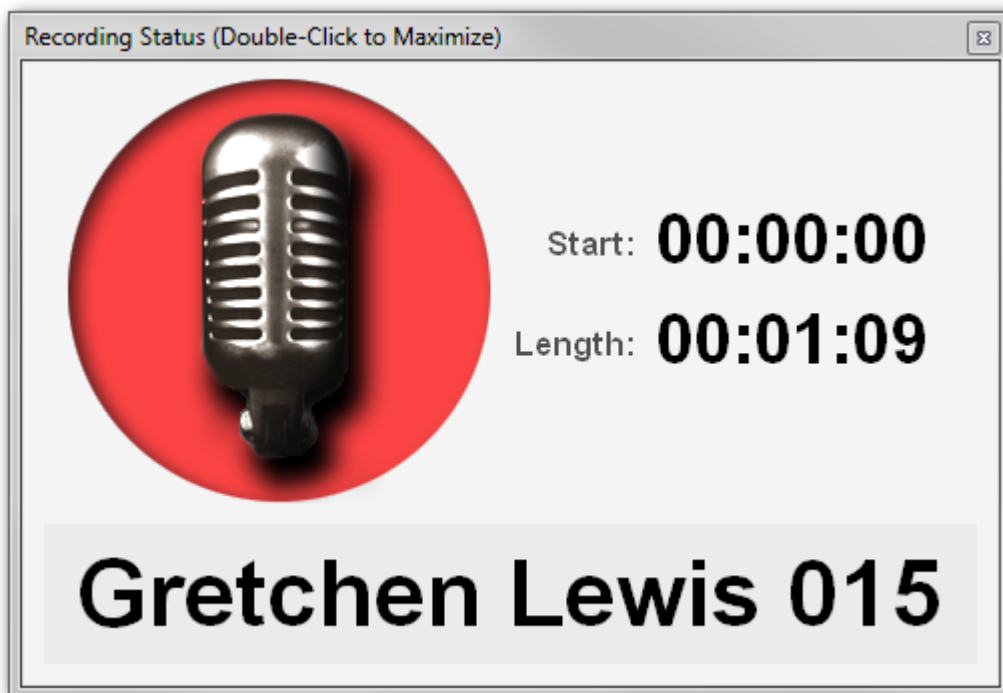 Recording Status (Double-Click to Maximize)
Start: 00:00:00
Length: 00:01:09
Gretchen Lewis 015